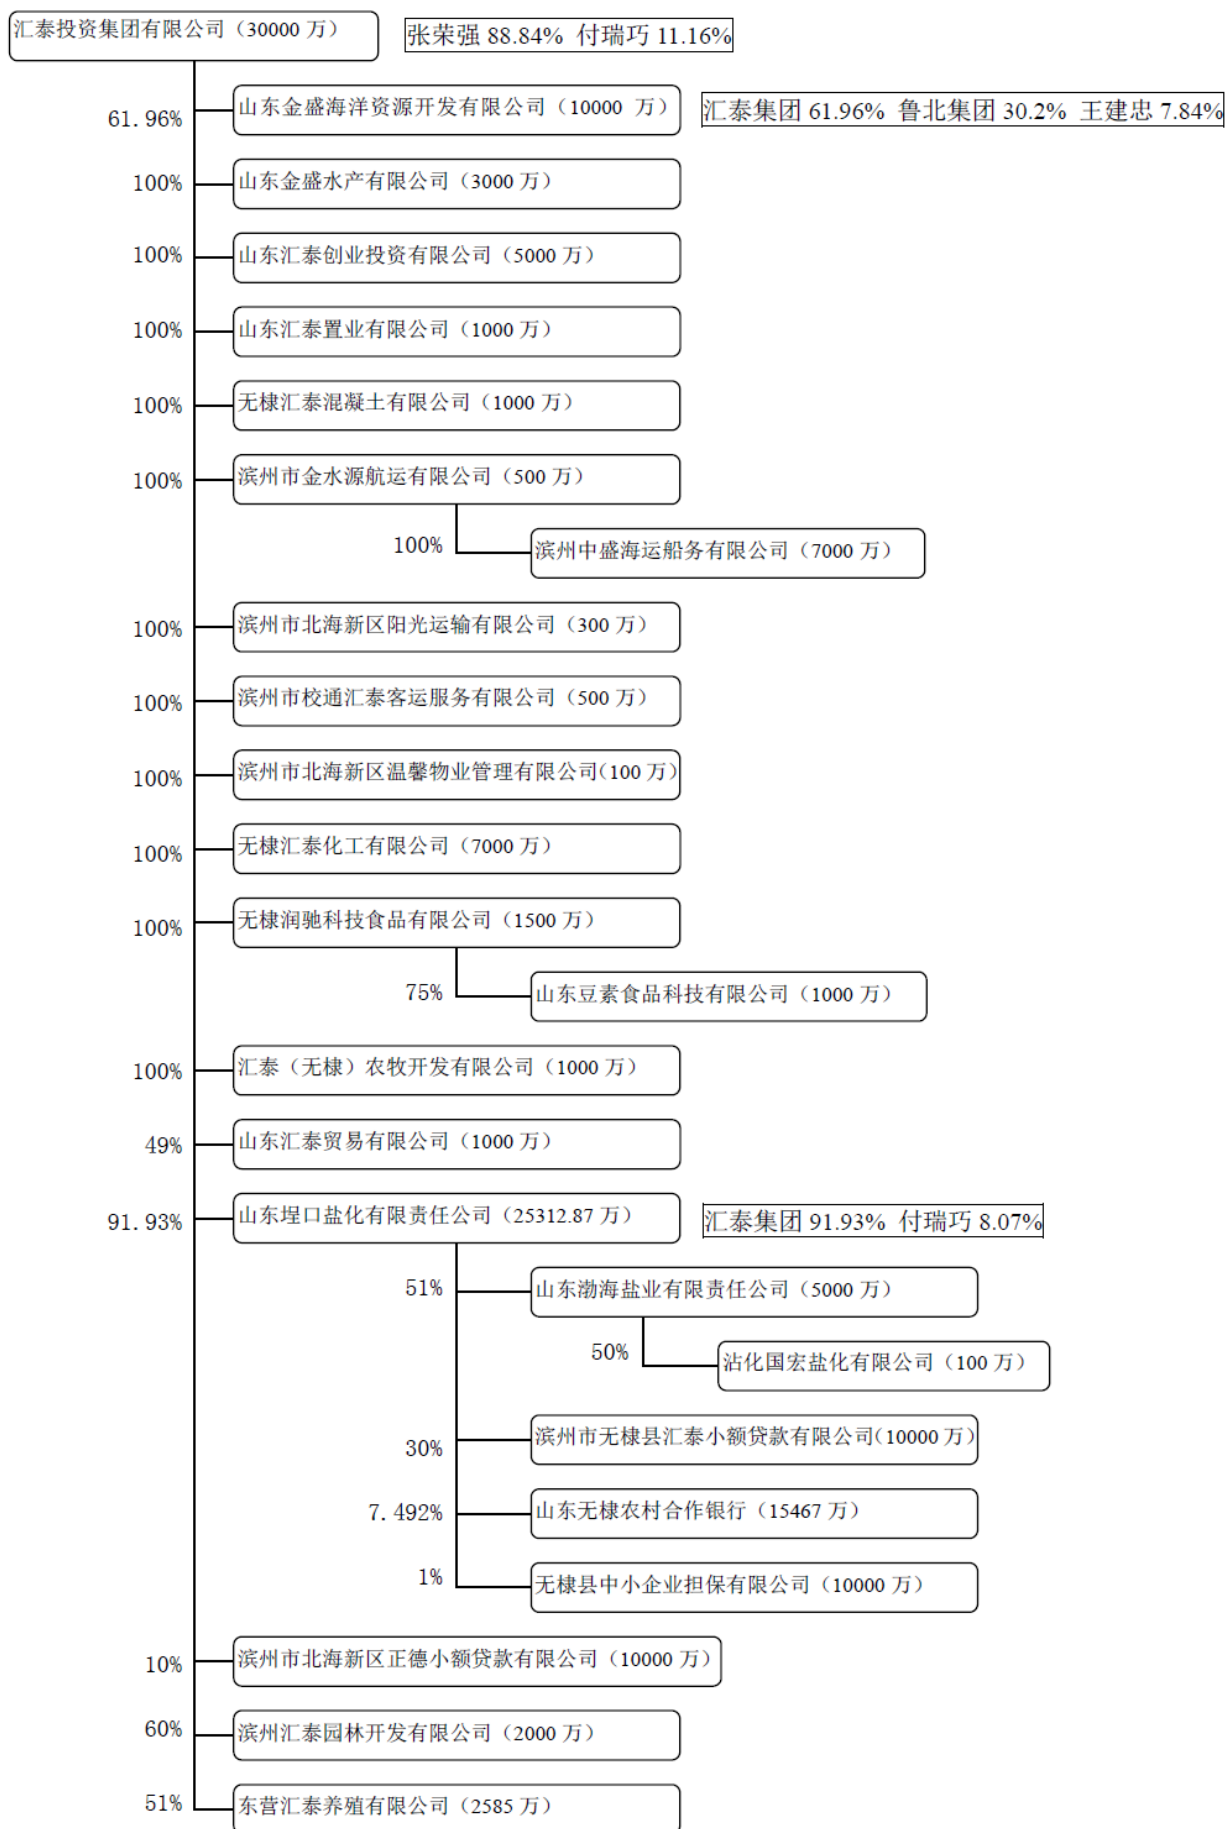 汇泰投资集团有限公司（30000 万）
张荣强 88.84% 付瑞巧 11.16%
61.96%
山东金盛海洋资源开发有限公司（10000 万）
汇泰集团 61.96% 鲁北集团 30.2% 王建忠 7.84%
100%
山东金盛水产有限公司（3000 万）
100%
山东汇泰创业投资有限公司（5000 万）
100%
山东汇泰置业有限公司（1000 万）
100%
无棣汇泰混凝土有限公司（1000 万）
100%
滨州市金水源航运有限公司（500 万）
100%
滨州中盛海运船务有限公司（7000 万）
100%
滨州市北海新区阳光运输有限公司（300 万）
100%
滨州市校通汇泰客运服务有限公司（500 万）
100%
滨州市北海新区温馨物业管理有限公司(100 万)
100%
无棣汇泰化工有限公司（7000 万）
100%
无棣润驰科技食品有限公司（1500 万）
75%
山东豆素食品科技有限公司（1000 万）
100%
汇泰（无棣）农牧开发有限公司（1000 万）
49%
山东汇泰贸易有限公司（1000 万）
91.93%
山东埕口盐化有限责任公司（25312.87 万）
汇泰集团 91.93% 付瑞巧 8.07%
51%
山东渤海盐业有限责任公司（5000 万）
50%
沾化国宏盐化有限公司（100 万）
30%
滨州市无棣县汇泰小额贷款有限公司(10000 万)
7.492%
山东无棣农村合作银行（15467 万）
1%
无棣县中小企业担保有限公司（10000 万）
10%
滨州市北海新区正德小额贷款有限公司（10000 万）
60%
滨州汇泰园林开发有限公司（2000 万）
51%
东营汇泰养殖有限公司（2585 万）